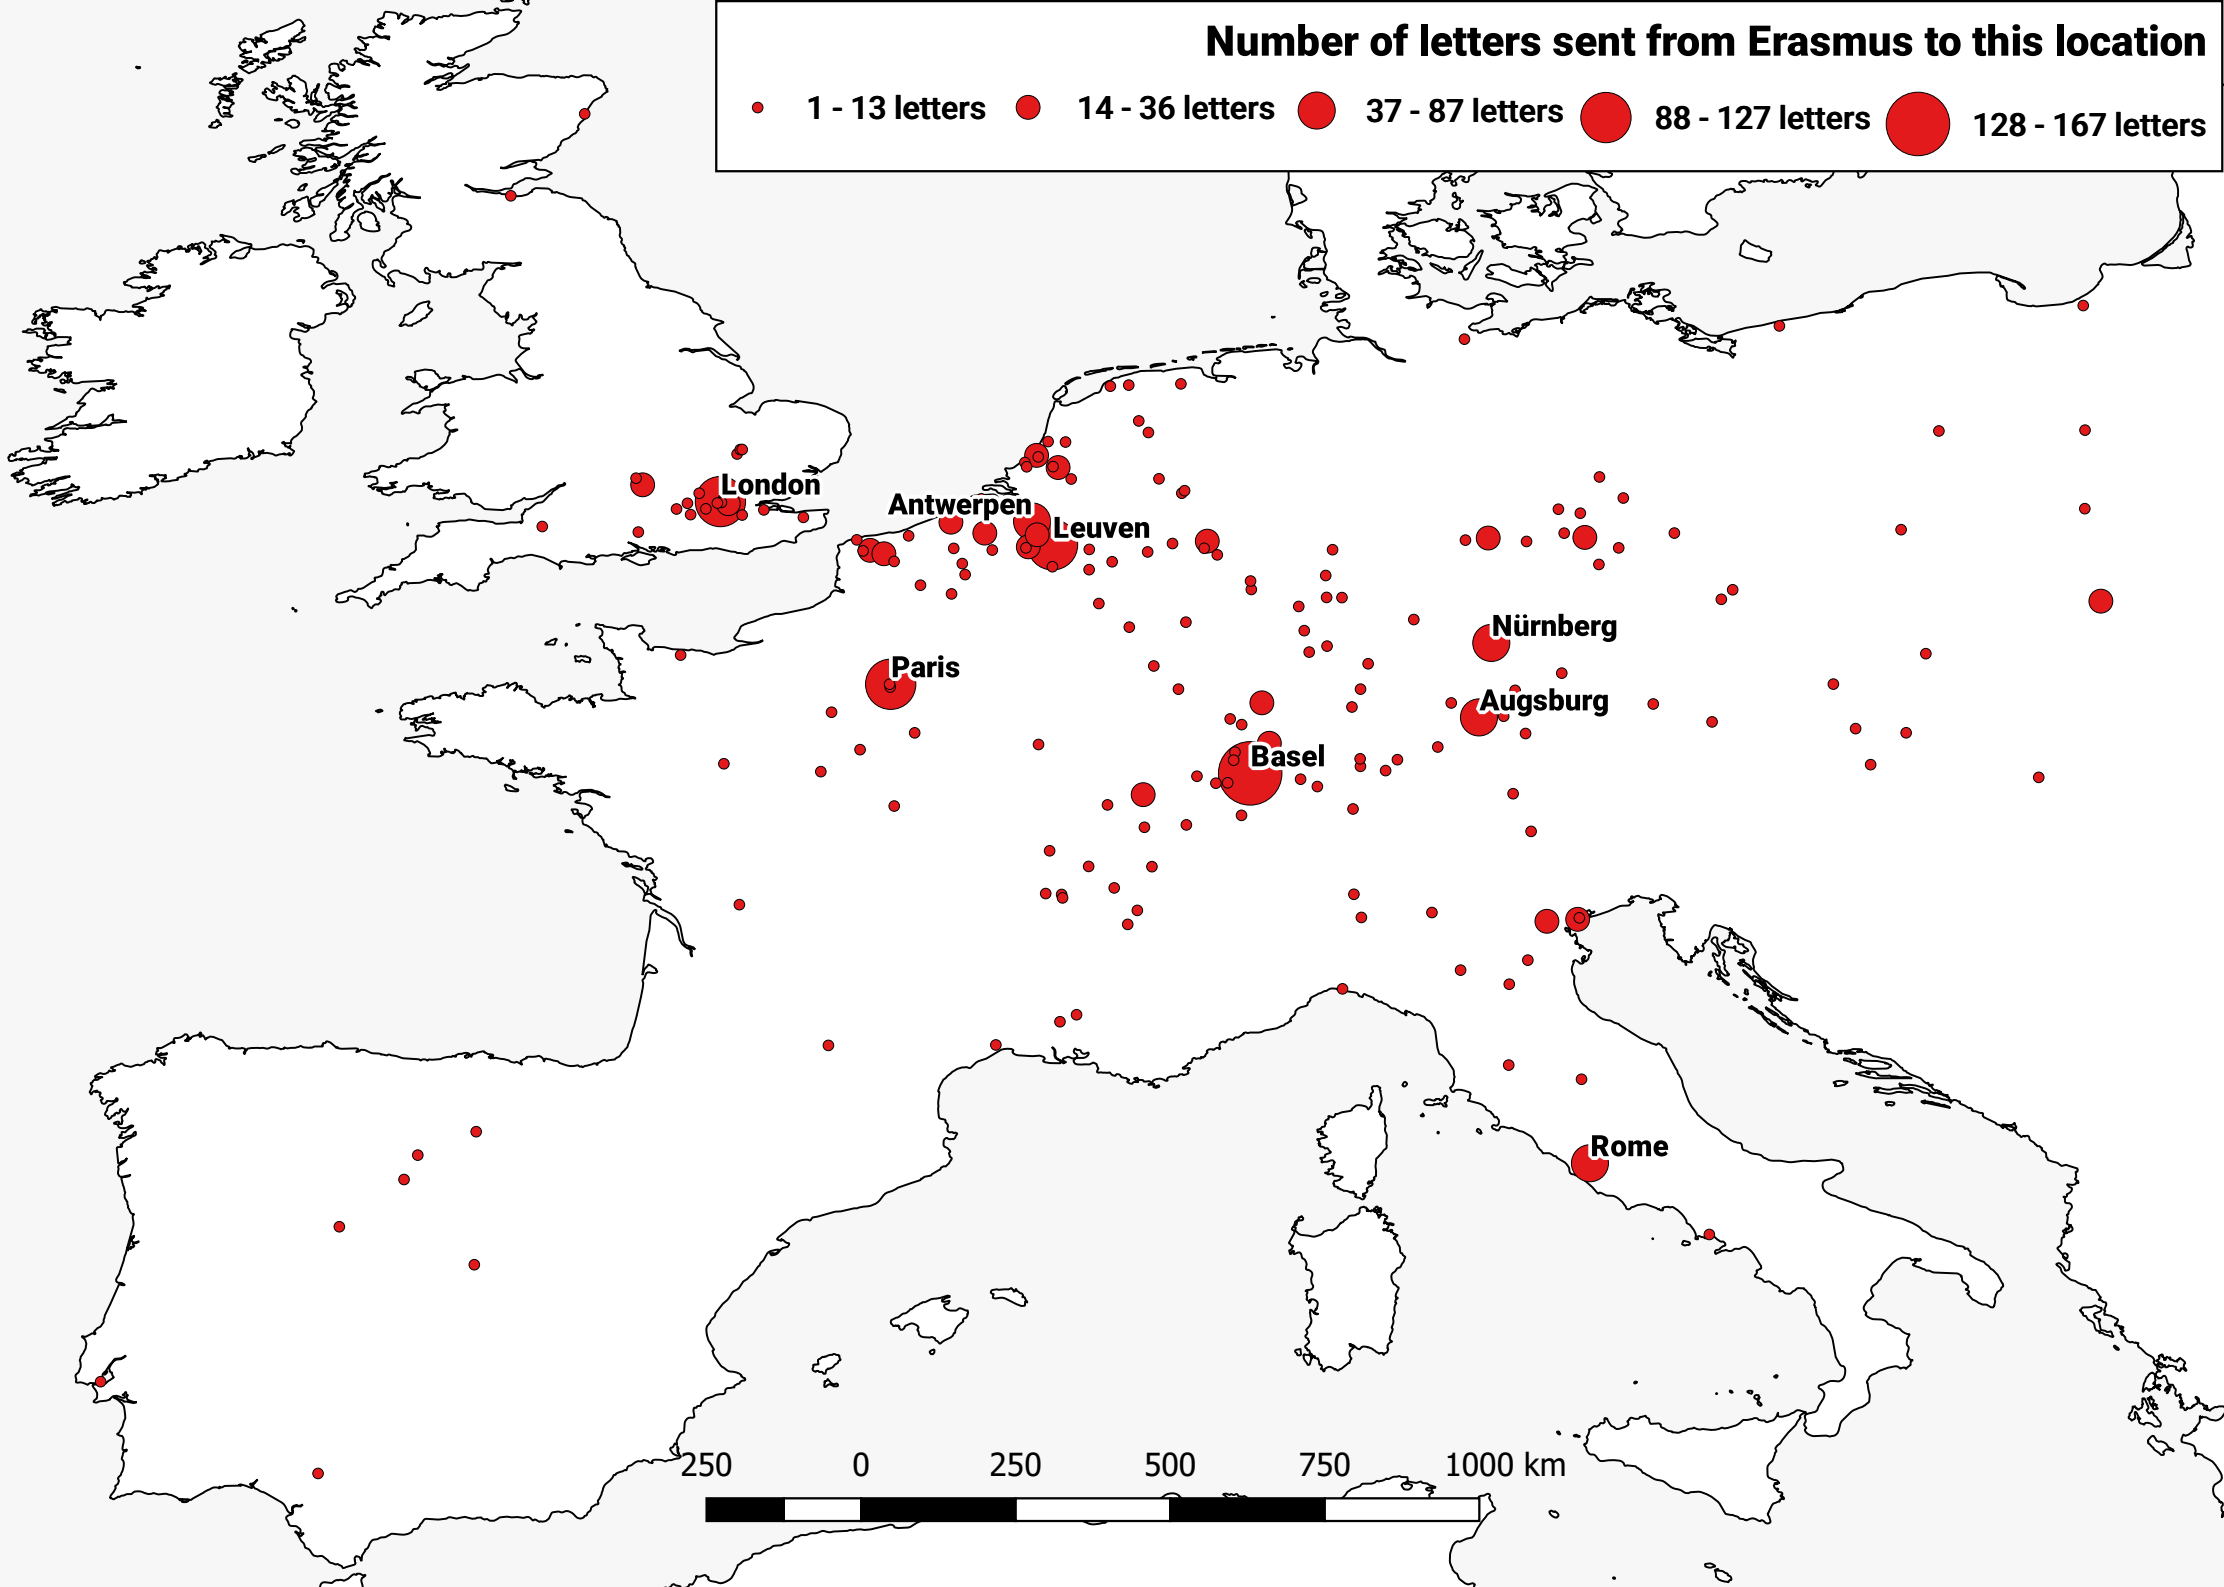 Number of letters sent from Erasmus to this location
1 - 13 letters 14 - 36 letters 37 - 87 letters 88 - 127 letters 128 - 167 letters
London
Antwerpen
Leuven
Nürnberg
Paris
Augsburg
Basel
Rome
250 0 250 500 750 1000 km